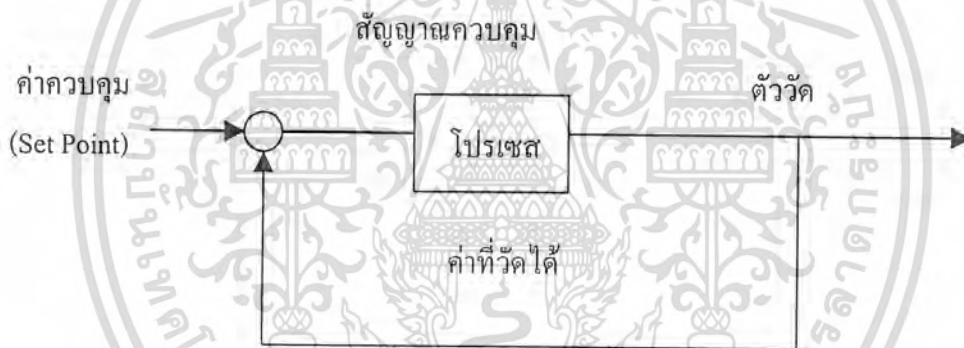 สัญญาณควบคุม
ค่าควบคุม
(Set Point)
ตัววัด
โปรเซส
ค่าที่วัดได้